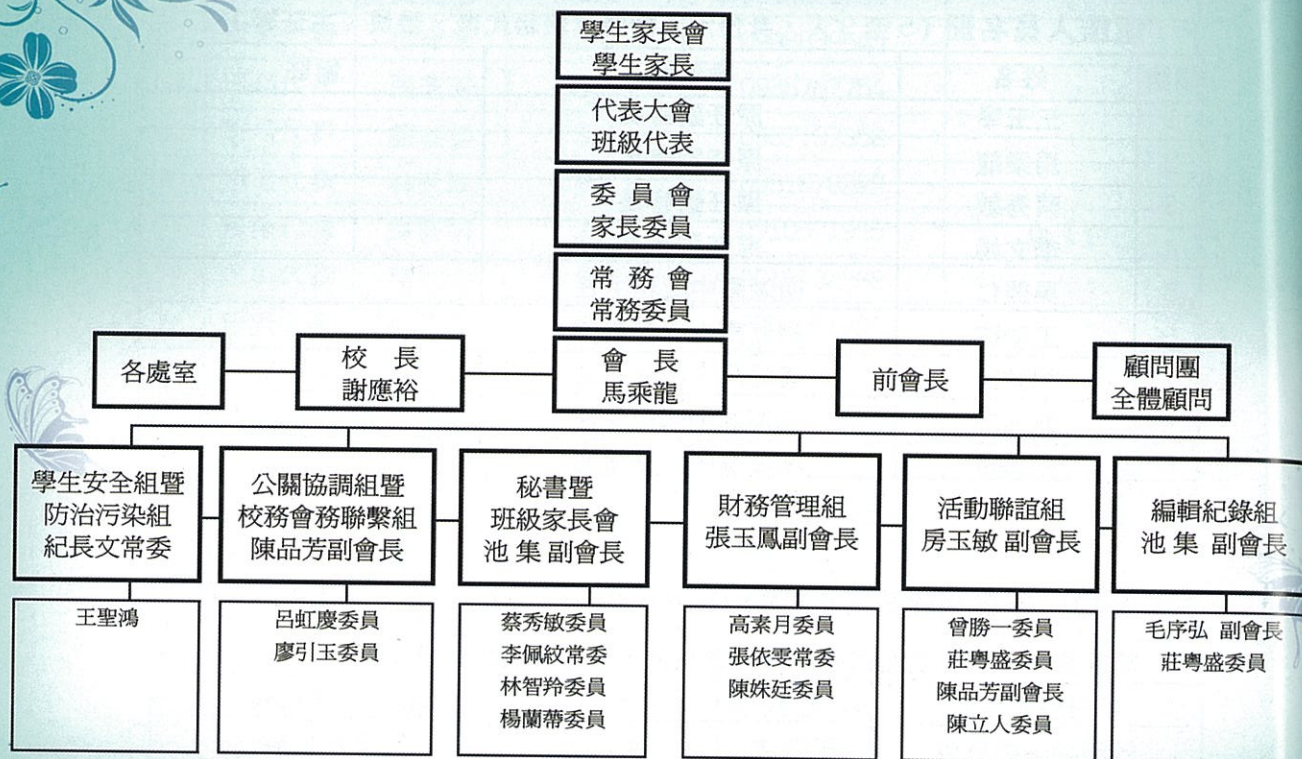 學生家長會
學生家長
代表大會
班級代表
委 員 會
家長委員
常 務 會
常務委員
各處室
校 長
謝應裕
會 長
馬乘龍
前會長
顧問團
全體顧問
學生安全組暨
防治污染組
紀長文常委
公關協調組暨
校務會務聯繫組
陳品芳副會長
秘書暨
班級家長會
池 集 副會長
財務管理組
張玉鳳副會長
活動聯誼組
房玉敏 副會長
編輯紀錄組
池 集 副會長
王聖鴻
呂虹慶委員
廖引玉委員
蔡秀敏委員
李佩紋常委
林智羚委員
楊蘭蔕委員
高素月委員
張依雯常委
陳姝廷委員
曾勝一委員
莊粵盛委員
陳品芳副會長
陳立人委員
毛序弘 副會長
莊粵盛委員